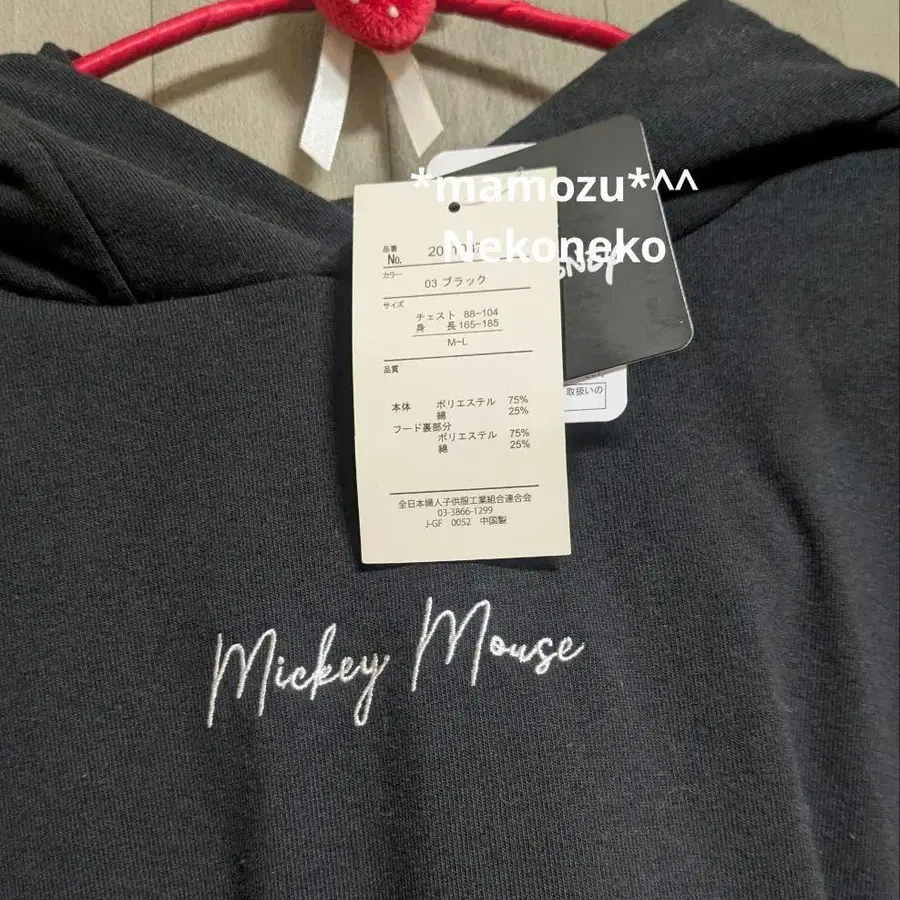 *mamozu*^^
Nekoneko
品番
No.
カラー
03 ブラック
サイズ
チェスト 88~104
身 長 165~185
M~L
品質
本体 ポリエステル 75%
綿 25%
フード裏部分
ポリエステル 75%
綿 25%
全日本婦人子供服工業組合連合会
03-3866-1299
J-GF 0052 中国製
取扱いの
Mickey Mouse